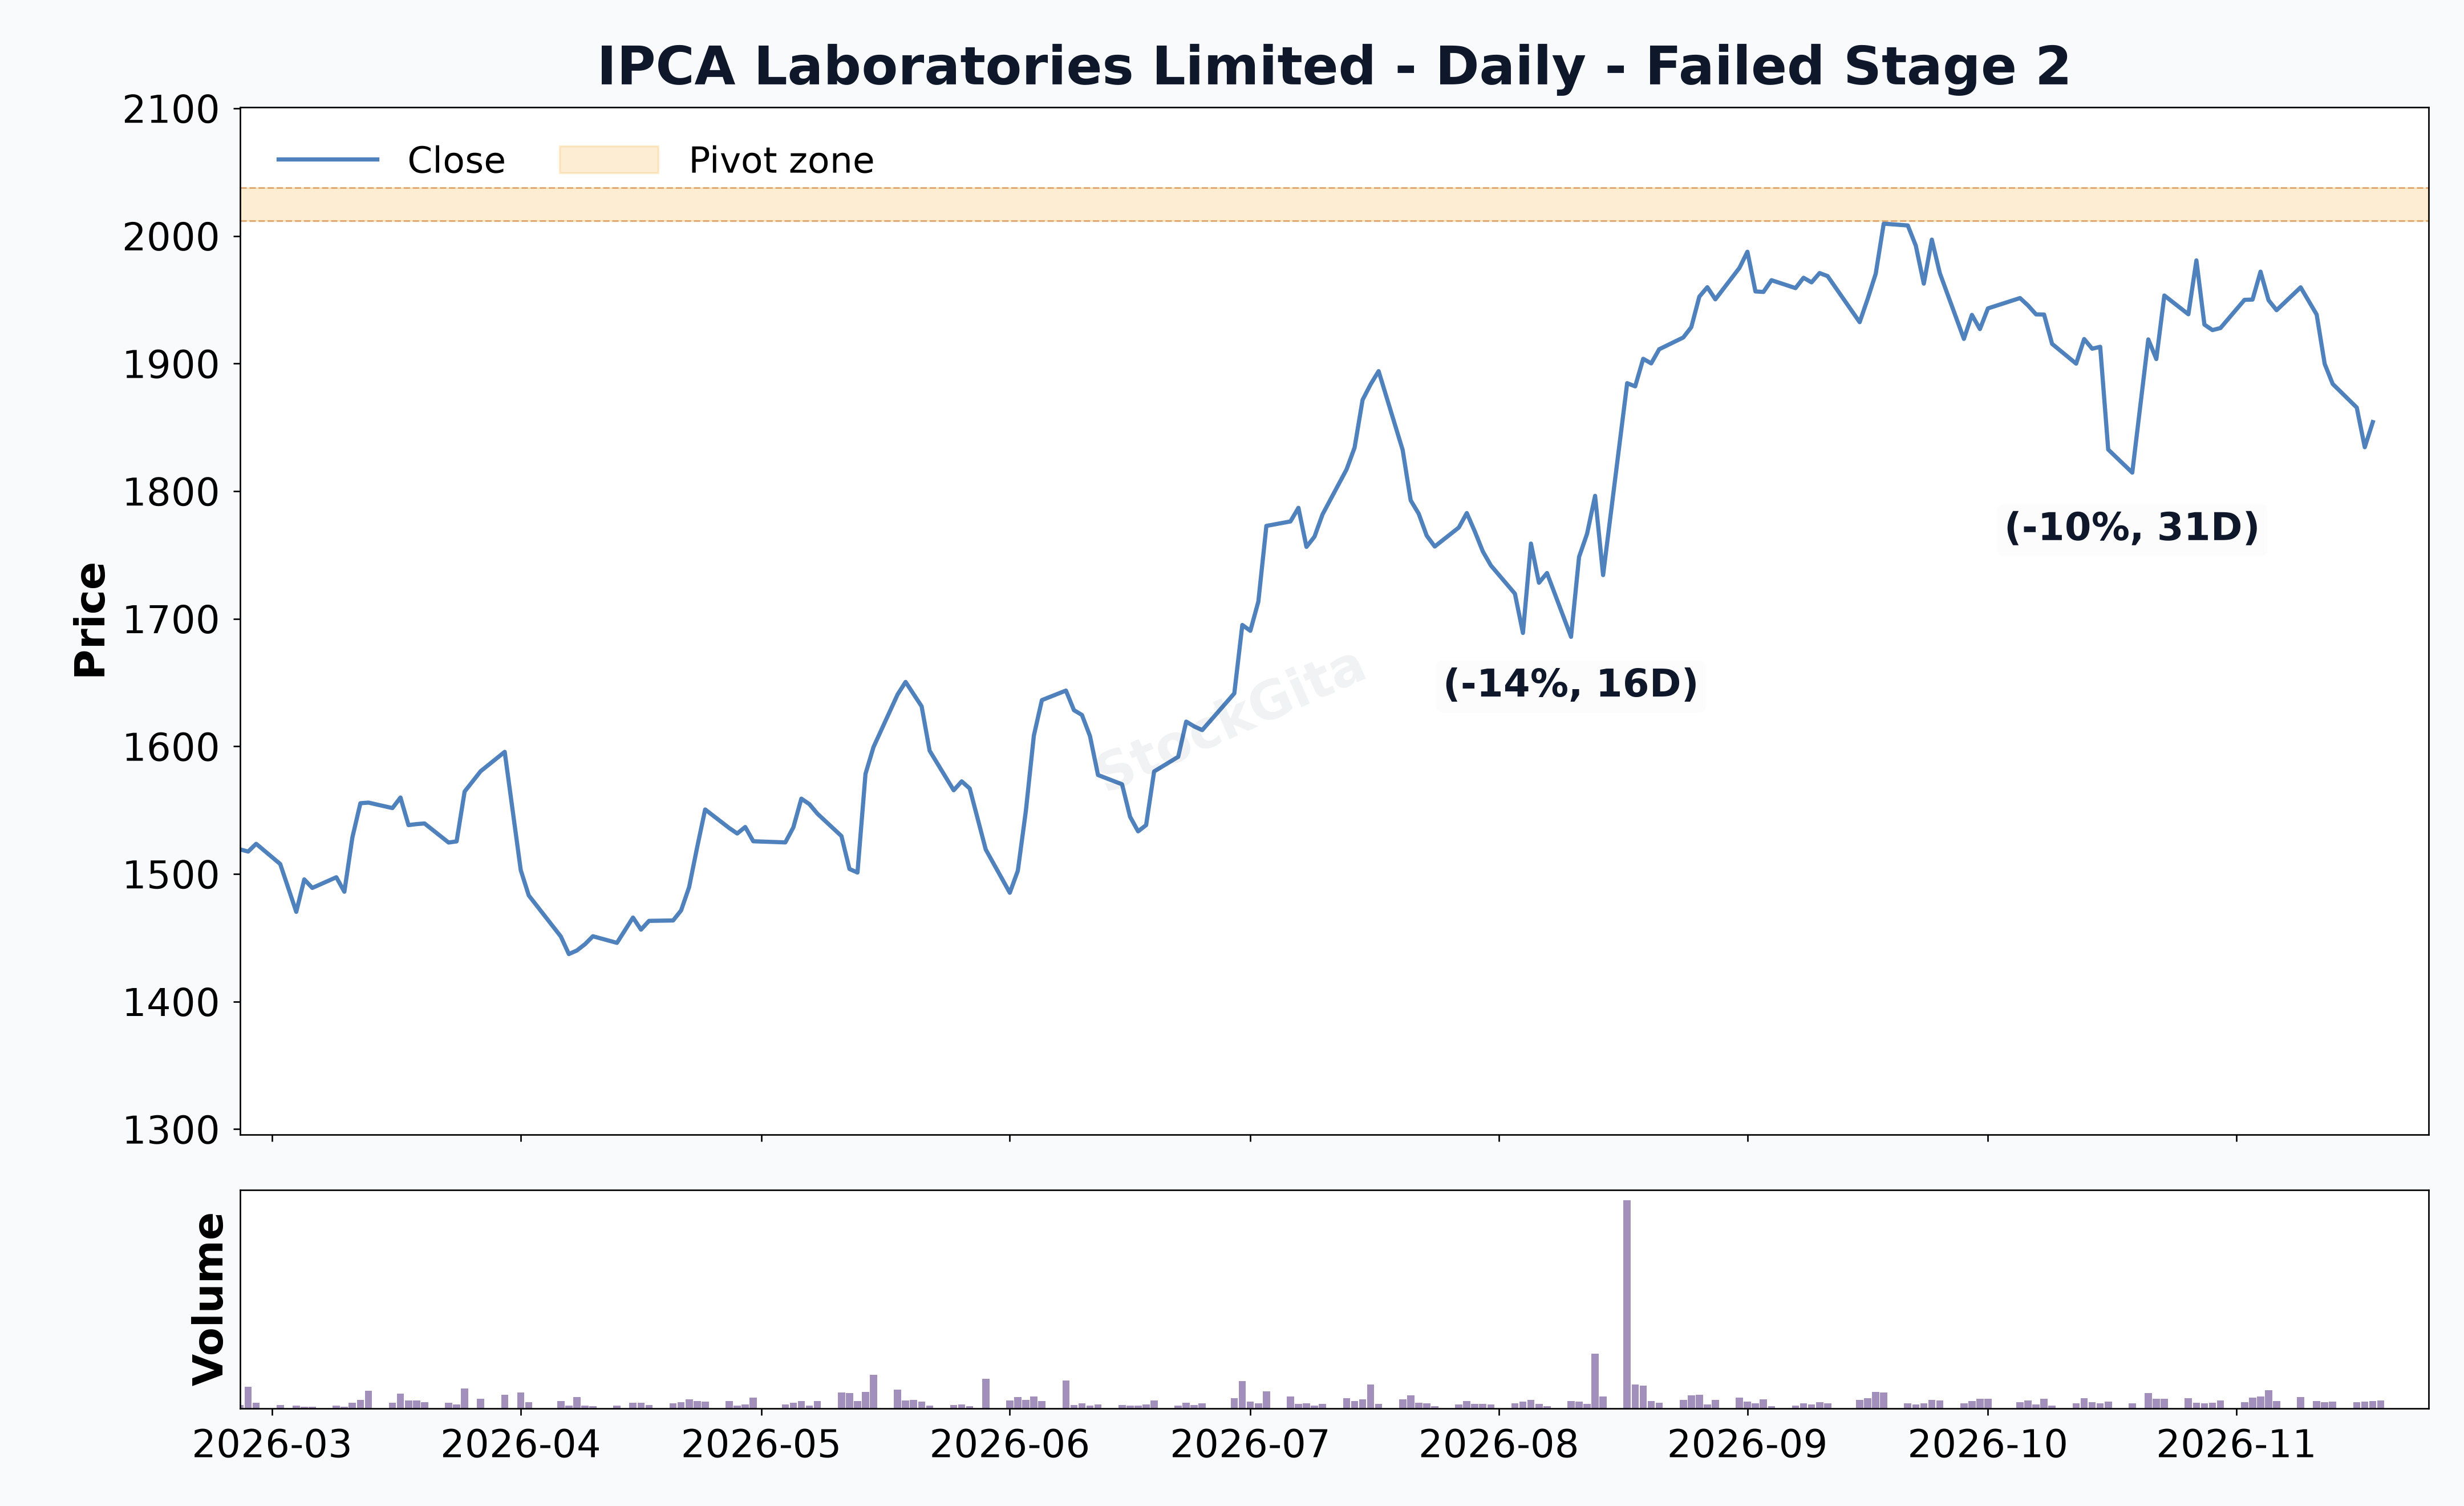 IPCA Laboratories Limited - Daily - Failed Stage 2
Close
Pivot zone
2100
2000
1900
1800
1700
1600
1500
1400
1300
Price
(-14%, 16D)
(-10%, 31D)
StockGita
Volume
2026-03
2026-04
2026-05
2026-06
2026-07
2026-08
2026-09
2026-10
2026-11